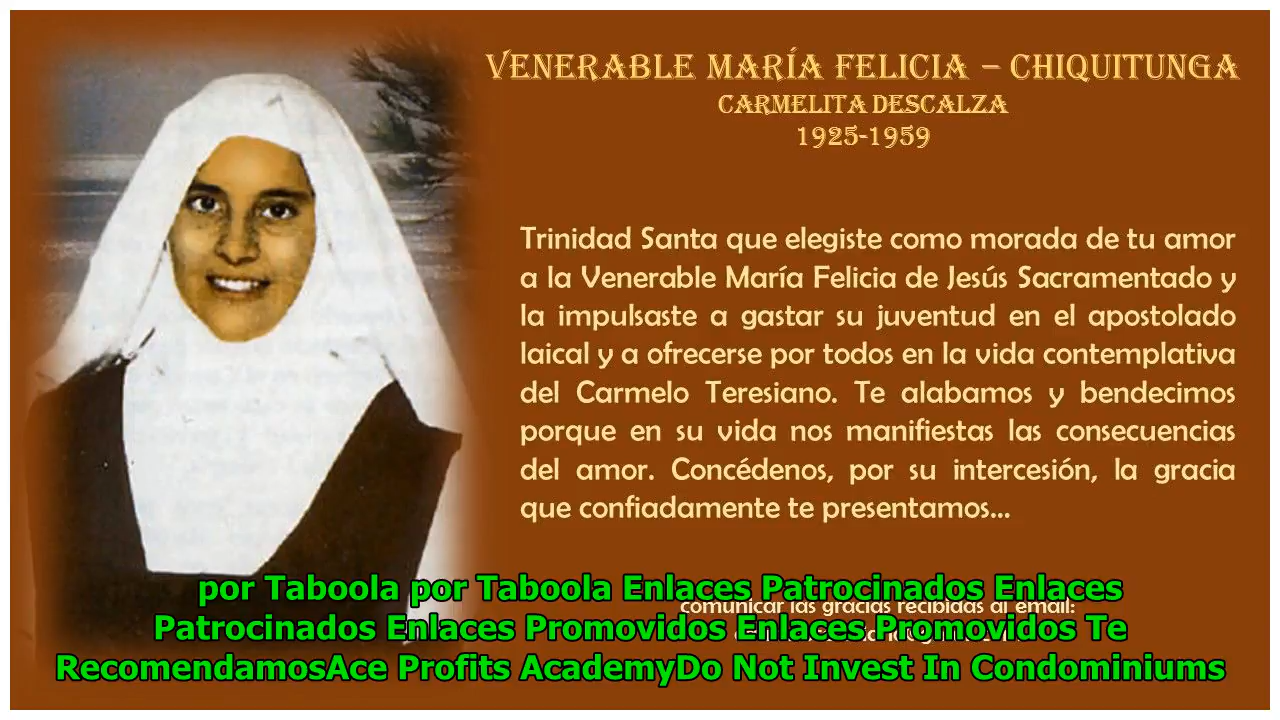 VENERABLE MARÍA FELICIA – CHIQUITUNGA
CARMELITA DESCALZA
1925-1959
Trinidad Santa que elegiste como morada de tu amor
a la Venerable María Felicia de Jesús Sacramentado y
la impulsaste a gastar su juventud en el apostolado
laical y a ofrecerse por todos en la vida contemplativa
del Carmelo Teresiano. Te alabamos y bendecimos
porque en su vida nos manifiestas las consecuencias
del amor. Concédenos, por su intercesión, la gracia
que confiadamente te presentamos...
comunicar las gracias recibidas al email:
por Taboola por Taboola Enlaces Patrocinados Enlaces
Patrocinados Enlaces Promovidos Enlaces Promovidos Te
RecomendamosAce Profits AcademyDo Not Invest In Condominiums